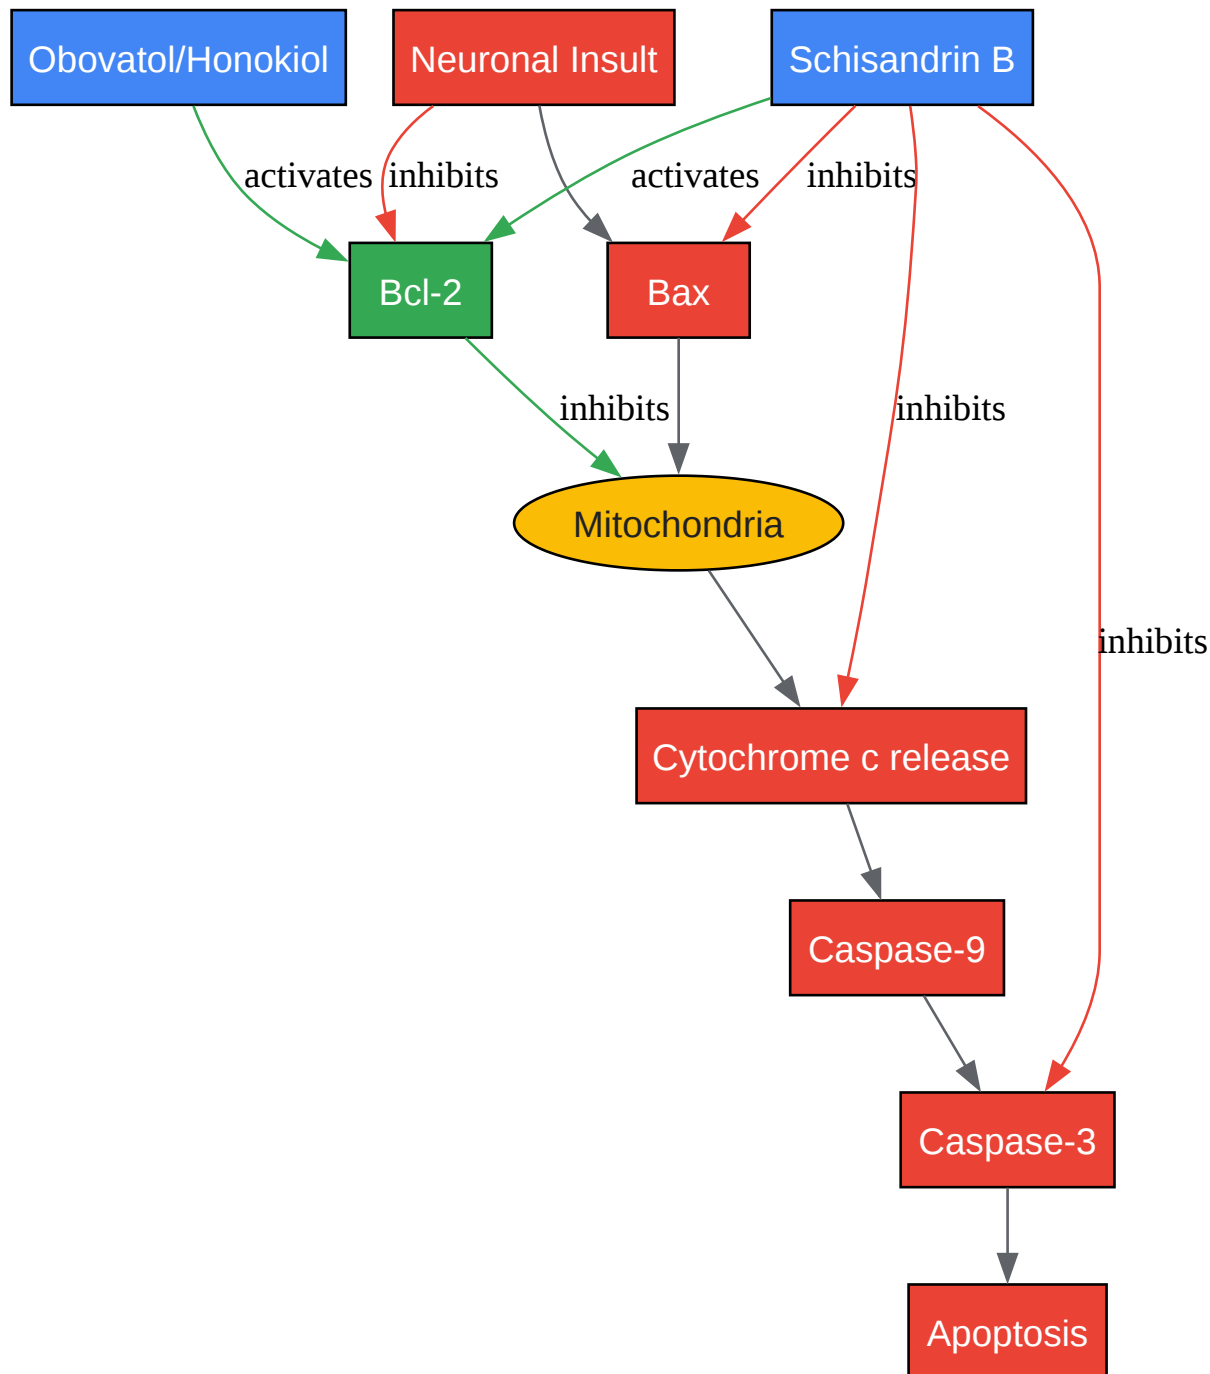 Obovatol/Honokiol
Neuronal Insult
Schisandrin B
activates
inhibits
activates
inhibits
Bcl-2
Bax
inhibits
inhibits
Mitochondria
inhibits
Cytochrome c release
Caspase-9
Caspase-3
Apoptosis